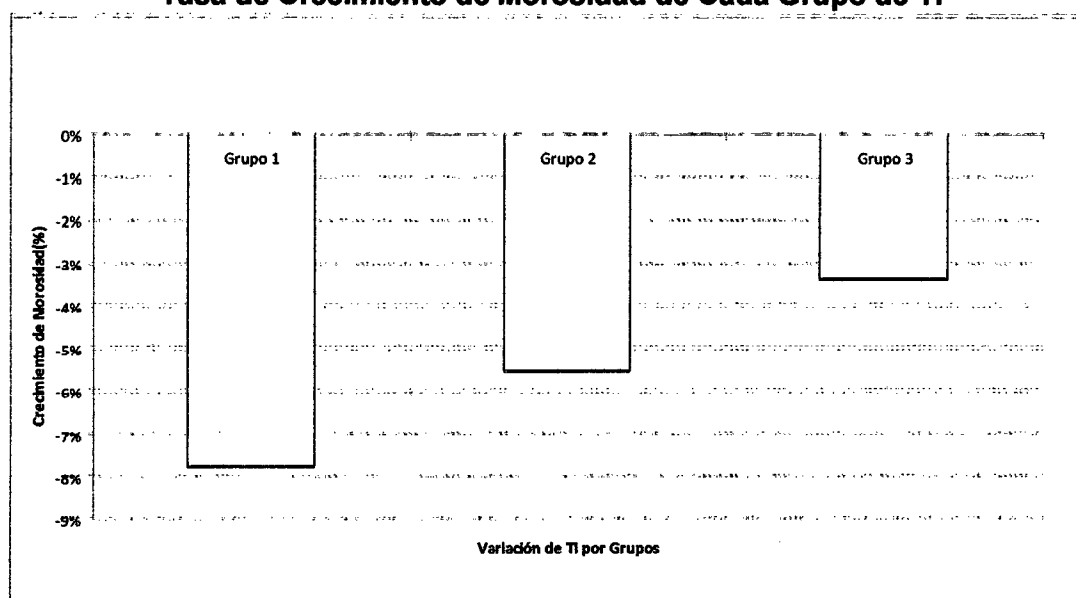 Tasa de Crecimiento de Morosidad de Cada Grupo de TI
0%
-1%
-2%
-3%
-4%
-5%
-6%
-7%
-8%
-9%
Grupo 1
Grupo 2
Grupo 3
Crecimiento de Morosidad(%)
Variación de TI por Grupos